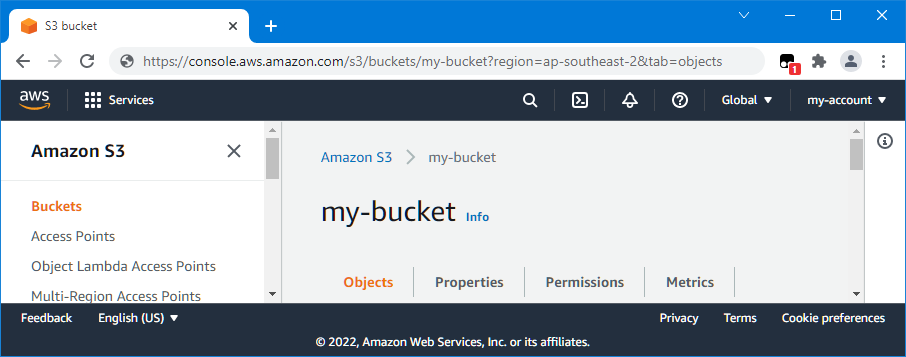 S3 bucket
https://console.aws.amazon.com/s3/buckets/my-bucket?region=ap-southeast-2&tab=objects
1
aws Services Global my-account
Amazon S3
Buckets
Access Points
Object Lambda Access Points
Multi-Region Access Points
Amazon S3 my-bucket
my-bucket Info
Objects Properties Permissions Metrics
Feedback English (US) Privacy Terms Cookie preferences
© 2022, Amazon Web Services, Inc. or its affiliates.